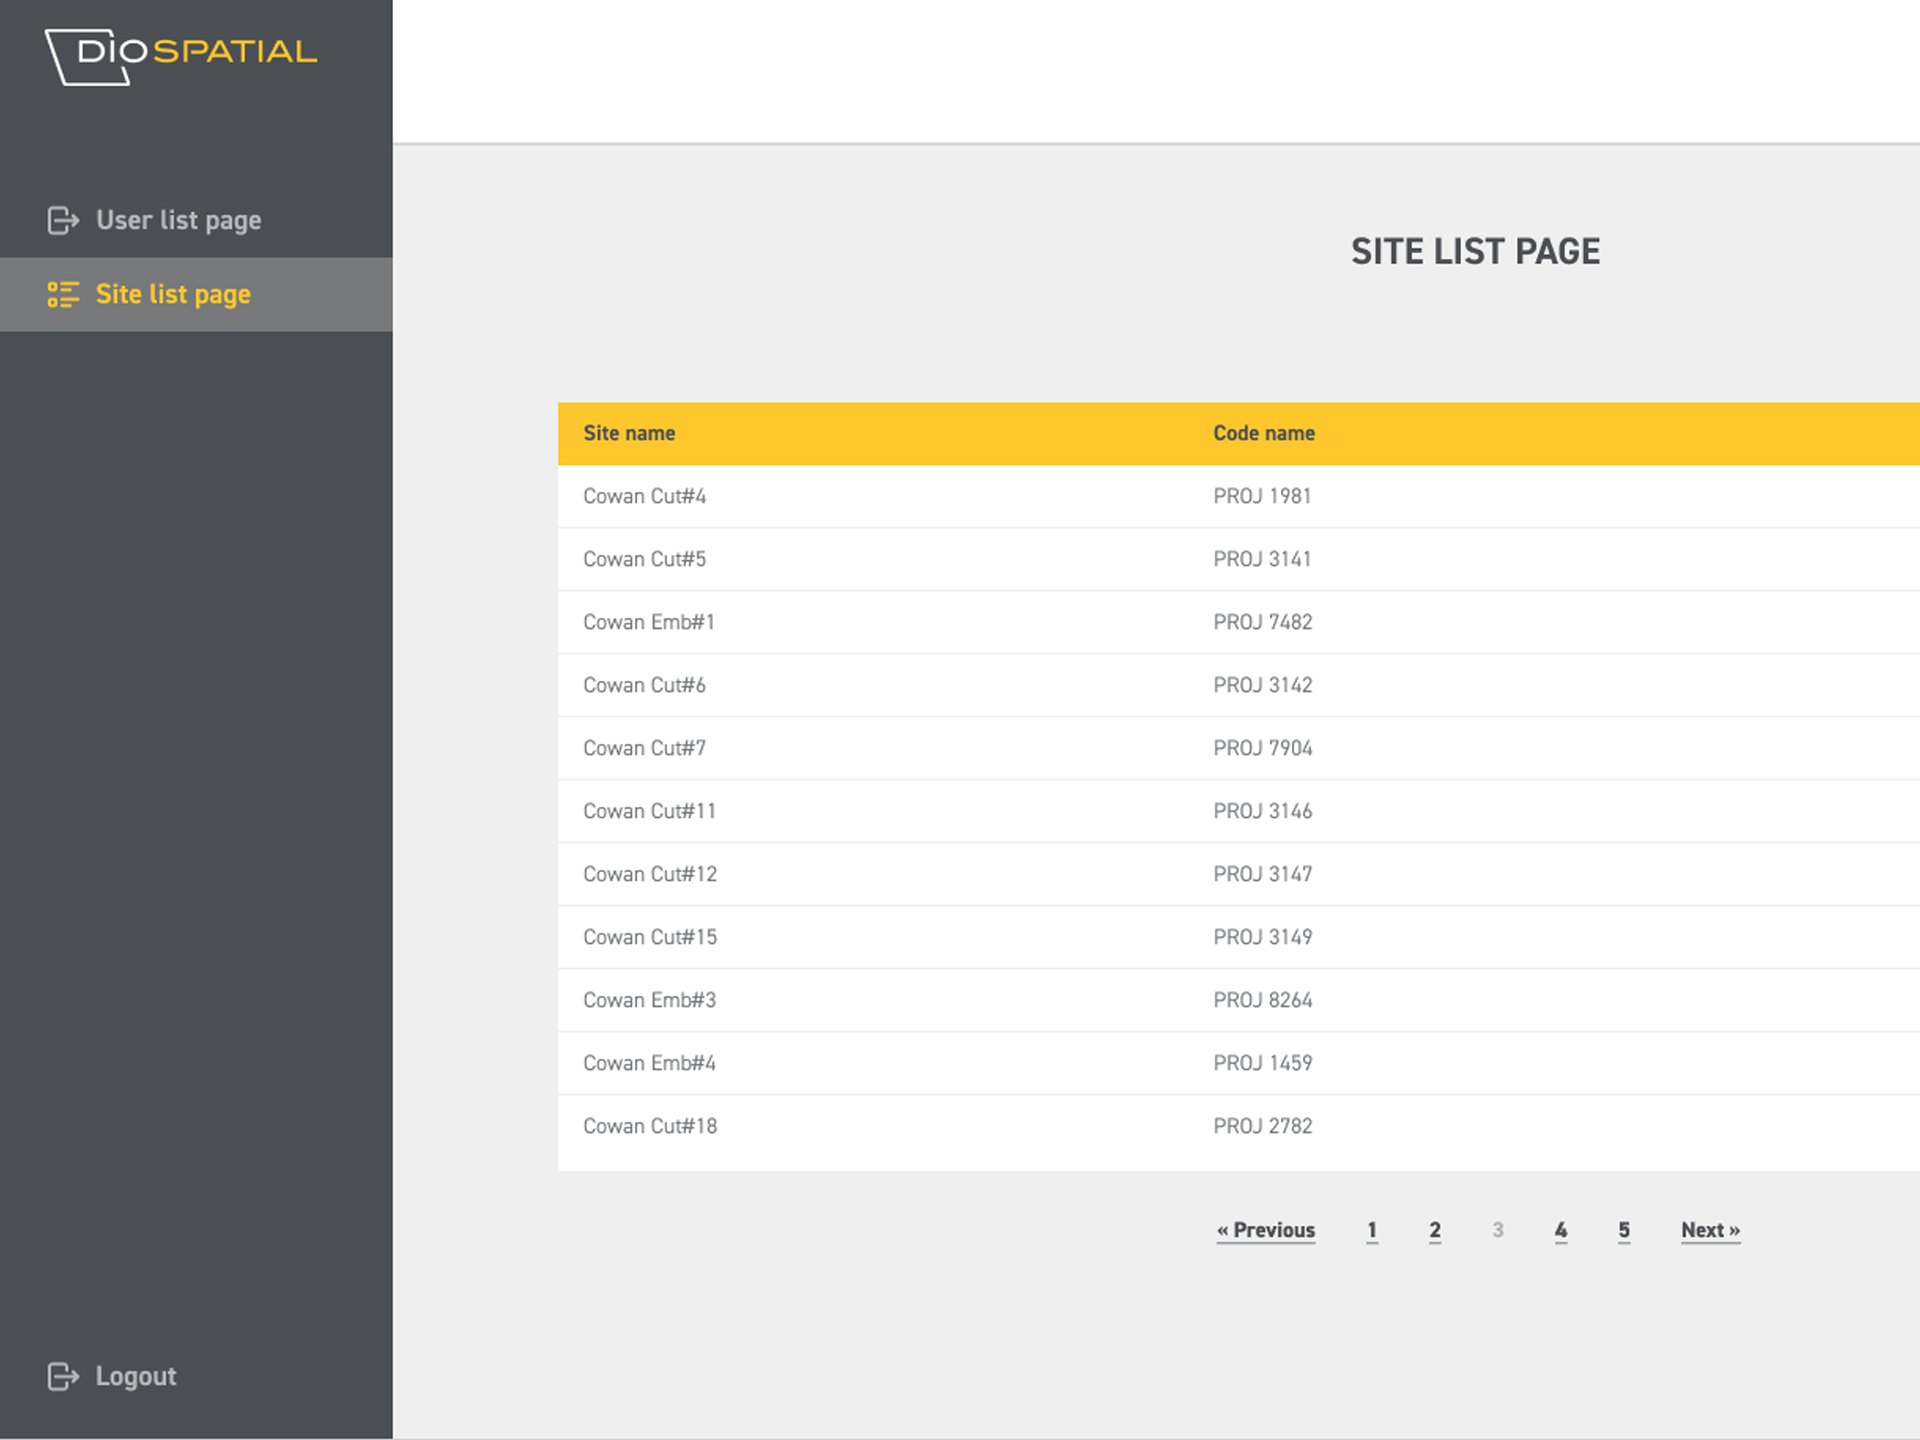 DiO SPATIAL
User list page
Site list page
SITE LIST PAGE
Site name Code name
Cowan Cut#4 PROJ 1981
Cowan Cut#5 PROJ 3141
Cowan Emb#1 PROJ 7482
Cowan Cut#6 PROJ 3142
Cowan Cut#7 PROJ 7904
Cowan Cut#11 PROJ 3146
Cowan Cut#12 PROJ 3147
Cowan Cut#15 PROJ 3149
Cowan Emb#3 PROJ 8264
Cowan Emb#4 PROJ 1459
Cowan Cut#18 PROJ 2782
« Previous 1 2 3 4 5 Next »
Logout